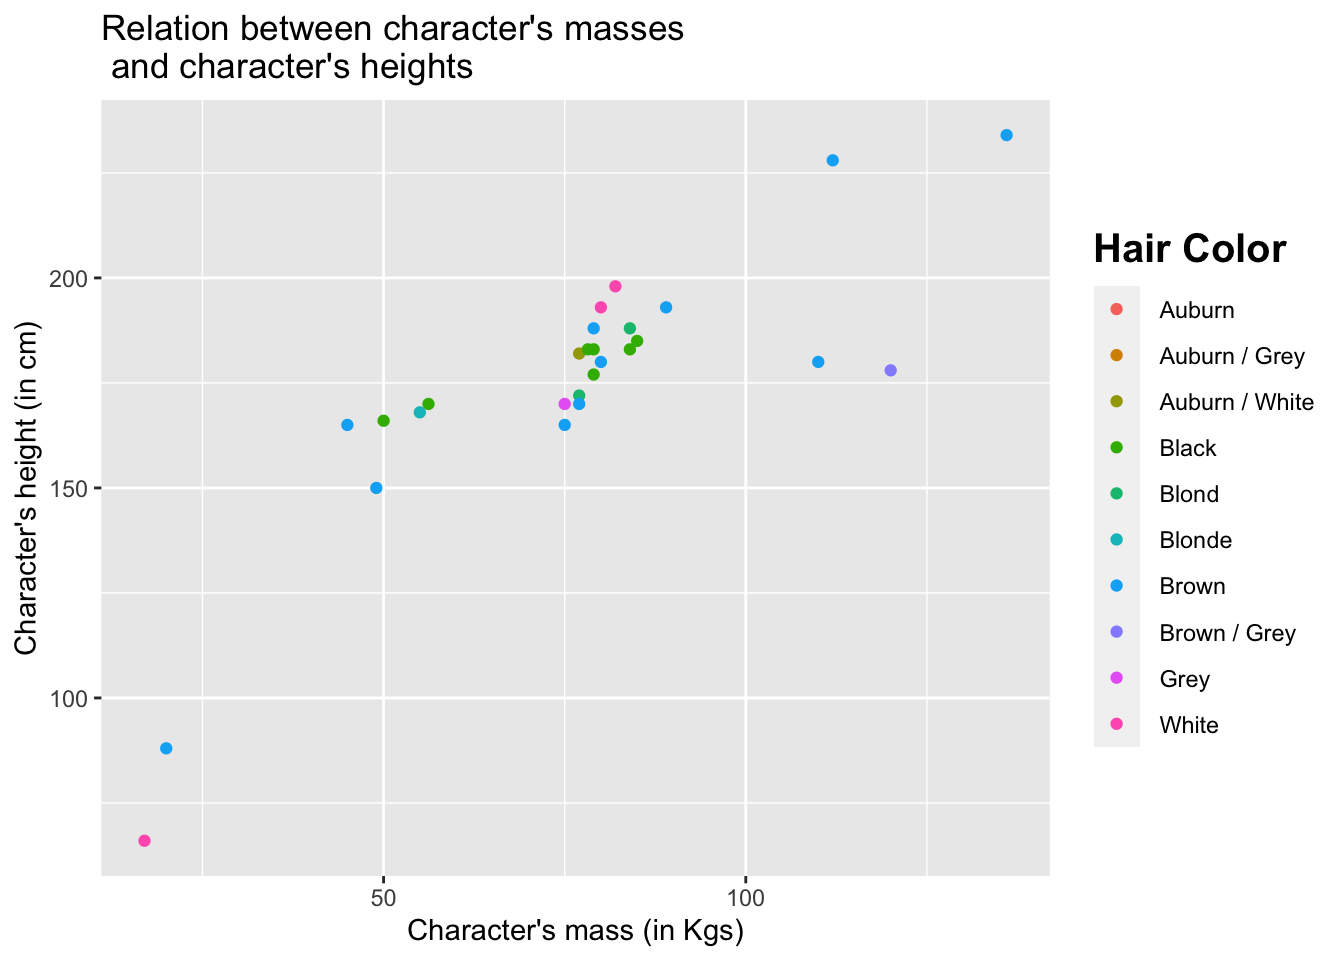 Relation between character's masses
and character's heights
Character's height (in cm)
200
150
100
50
100
Character's mass (in Kgs)
Hair Color
Auburn
Auburn / Grey
Auburn / White
Black
Blond
Blonde
Brown
Brown / Grey
Grey
White